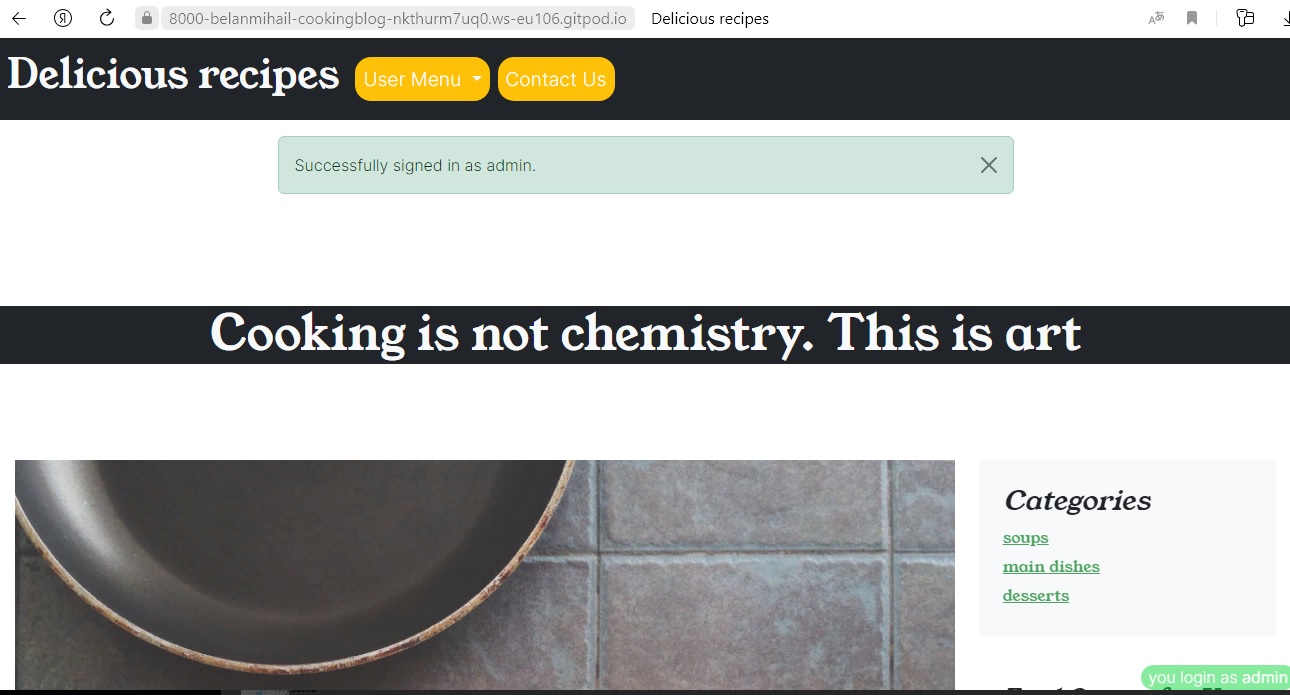 8000-belanmihail-cookingblog-nkthurm7uq0.ws-eu106.gitpod.io Delicious recipes
Delicious recipes User Menu Contact Us
Successfully signed in as admin.
Cooking is not chemistry. This is art
Categories
soups
main dishes
desserts
you login as admin